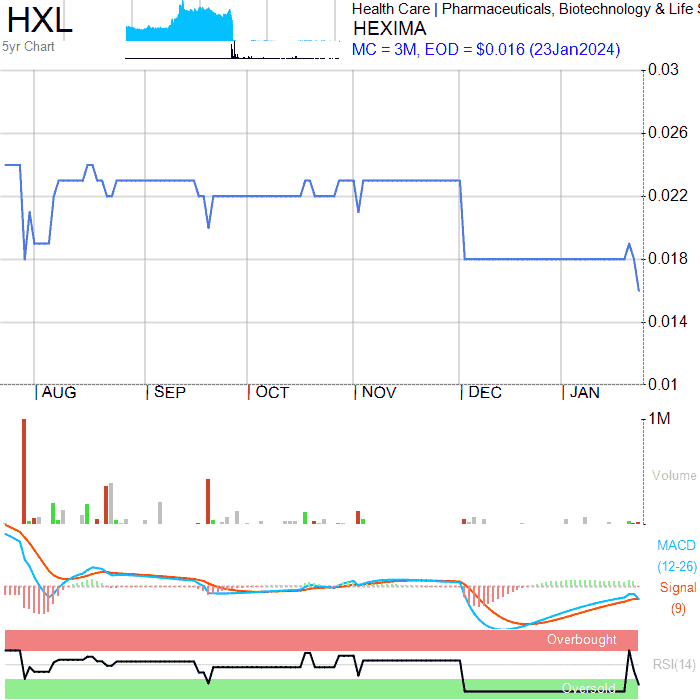 HXL
5yr Chart
Health Care | Pharmaceuticals, Biotechnology & Life S
HEXIMA
MC = 3M, EOD = $0.016 (23Jan2024)
0.03
0.026
0.022
0.018
0.014
0.01
AUG
SEP
OCT
NOV
DEC
JAN
1M
Volume
MACD
(12-26)
Signal
(9)
Overbought
RSI(14)
Oversold